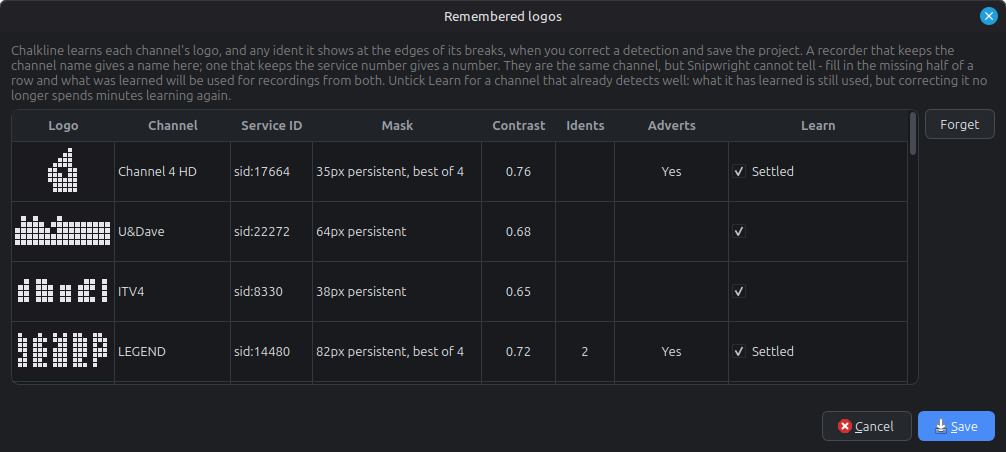 Remembered logos
Chalkline learns each channel's logo, and any ident it shows at the edges of its breaks, when you correct a detection and save the project. A recorder that keeps the
channel name gives a name here; one that keeps the service number gives a number. They are the same channel, but Snipwright cannot tell - fill in the missing half of a
row and what was learned will be used for recordings from both. Untick Learn for a channel that already detects well: what it has learned is still used, but correcting it no
longer spends minutes learning again.
Logo Channel Service ID Mask Contrast Idents Adverts Learn
Forget
Channel 4 HD sid:17664 35px persistent, best of 4 0.76 Yes Settled
U&Dave sid:22272 64px persistent 0.68
ITV4 sid:8330 38px persistent 0.65
LEGEND sid:14480 82px persistent, best of 4 0.72 2 Yes Settled
Cancel Save